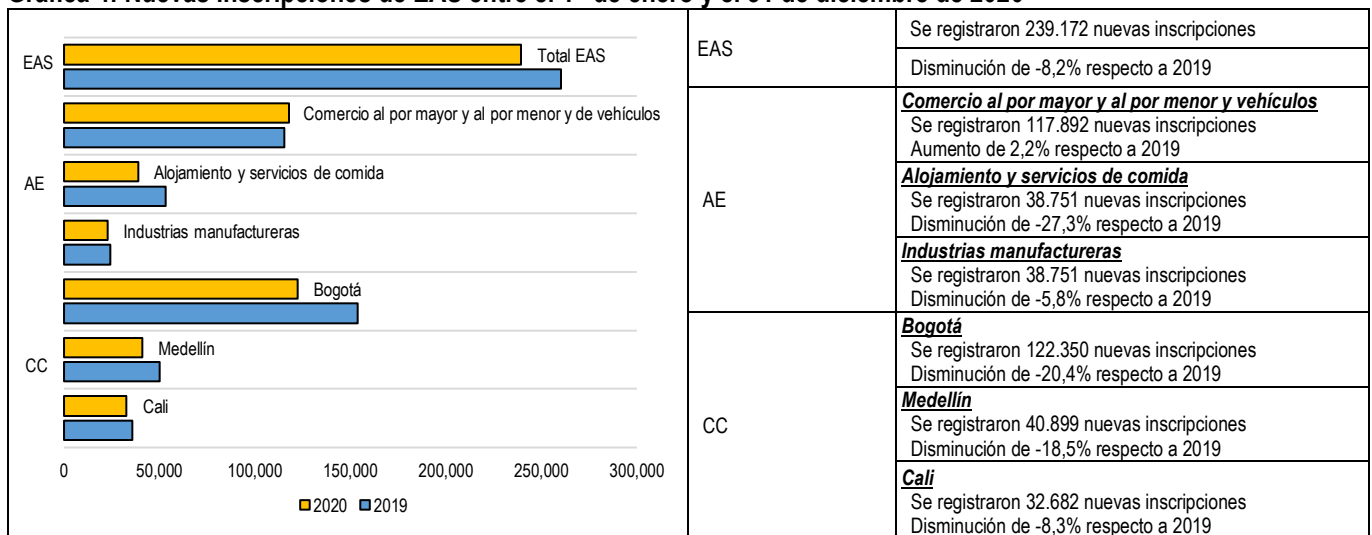 EAS
Total EAS
Comercio al por mayor y al por menor y de vehículos
AE
Alojamiento y servicios de comida
Industrias manufactureras
Bogotá
CC
Medellín
Cali
0 50,000 100,000 150,000 200,000 250,000 300,000
2020 2019
EAS
Se registraron 239.172 nuevas inscripciones
Disminución de -8,2% respecto a 2019
AE
Comercio al por mayor y al por menor y vehículos
Se registraron 117.892 nuevas inscripciones
Aumento de 2,2% respecto a 2019
Alojamiento y servicios de comida
Se registraron 38.751 nuevas inscripciones
Disminución de -27,3% respecto a 2019
Industrias manufactureras
Se registraron 38.751 nuevas inscripciones
Disminución de -5,8% respecto a 2019
CC
Bogotá
Se registraron 122.350 nuevas inscripciones
Disminución de -20,4% respecto a 2019
Medellín
Se registraron 40.899 nuevas inscripciones
Disminución de -18,5% respecto a 2019
Cali
Se registraron 32.682 nuevas inscripciones
Disminución de -8,3% respecto a 2019